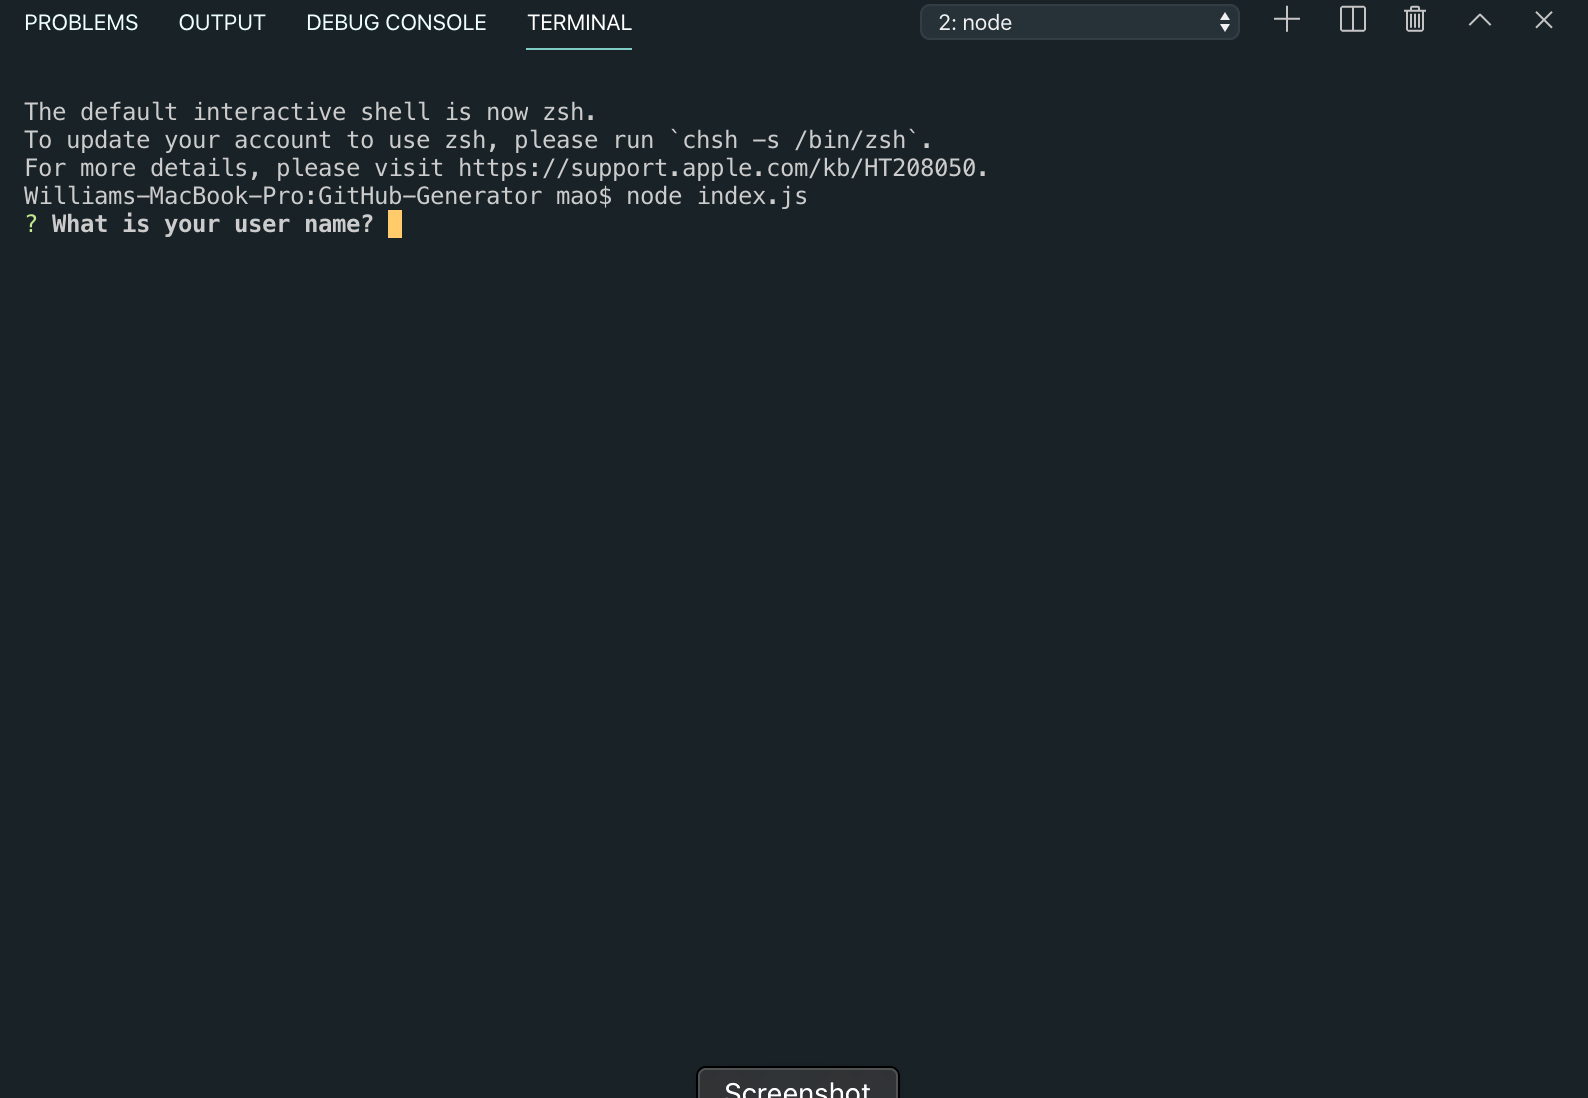 PROBLEMS OUTPUT DEBUG CONSOLE TERMINAL 2: node
The default interactive shell is now zsh.
To update your account to use zsh, please run `chsh -s /bin/zsh`.
For more details, please visit https://support.apple.com/kb/HT208050.
Williams-MacBook-Pro:GitHub-Generator mao$ node index.js
? What is your user name?
Screenshot